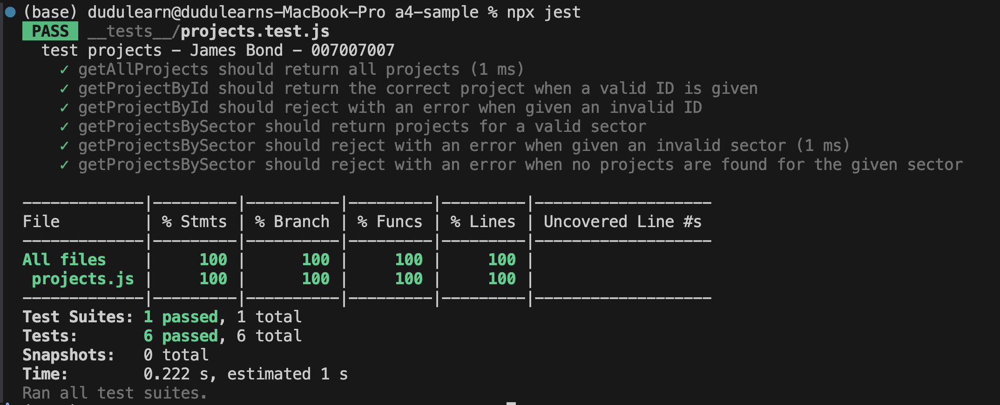 (base) dudulearn@dudulearns-MacBook-Pro a4-sample % npx jest
PASS __tests__/projects.test.js
test projects - James Bond - 007007007
✓ getAllProjects should return all projects (1 ms)
✓ getProjectById should return the correct project when a valid ID is given
✓ getProjectById should reject with an error when given an invalid ID
✓ getProjectsBySector should return projects for a valid sector
✓ getProjectsBySector should reject with an error when given an invalid sector (1 ms)
✓ getProjectsBySector should reject with an error when no projects are found for the given sector
-------------|---------|----------|---------|---------|-------------------
File | % Stmts | % Branch | % Funcs | % Lines | Uncovered Line #s
-------------|---------|----------|---------|---------|-------------------
All files | 100 | 100 | 100 | 100 |
projects.js | 100 | 100 | 100 | 100 |
-------------|---------|----------|---------|---------|-------------------
Test Suites: 1 passed, 1 total
Tests: 6 passed, 6 total
Snapshots: 0 total
Time: 0.222 s, estimated 1 s
Ran all test suites.